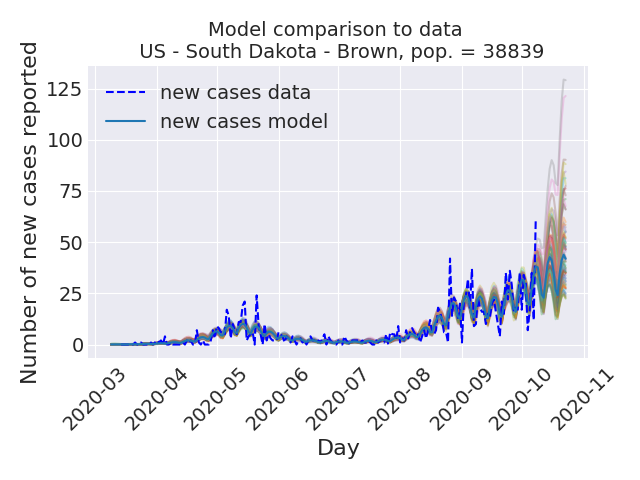 Model comparison to data
US - South Dakota - Brown, pop. = 38839
Number of new cases reported
125
100
75
50
25
0
new cases data
new cases model
2020-03
2020-04
2020-05
2020-06
2020-07
2020-08
2020-09
2020-10
2020-11
Day